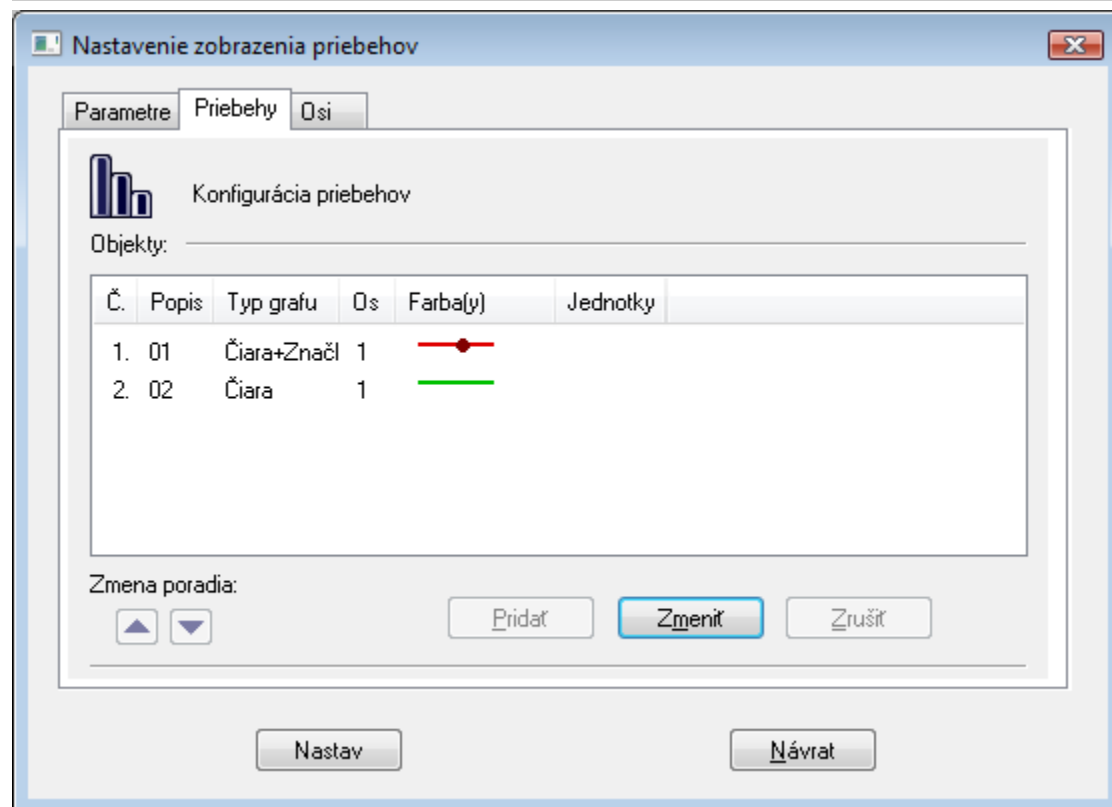 Nastavenie zobrazenia priebehov
Parametre Priebehy Osi
Konfigurácia priebehov
Objekty:
Č. Popis Typ grafu Os Farba(y) Jednotky
1. 01 Čiara+Značl 1
2. 02 Čiara 1
Zmena poradia:
Pridať Zmeniť Zrušiť
Nastav Návrat